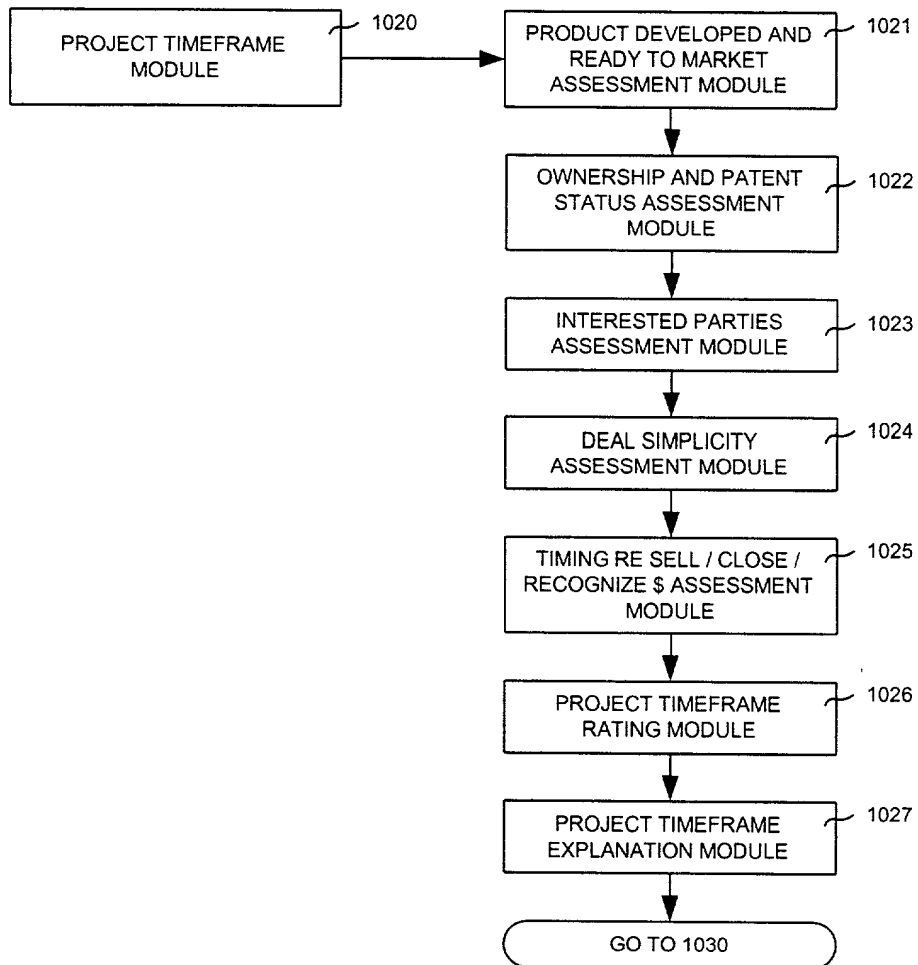 PROJECT TIMEFRAME
MODULE
1020
PRODUCT DEVELOPED AND
READY TO MARKET
ASSESSMENT MODULE
1021
OWNERSHIP AND PATENT
STATUS ASSESSMENT
MODULE
1022
INTERESTED PARTIES
ASSESSMENT MODULE
1023
DEAL SIMPLICITY
ASSESSMENT MODULE
1024
TIMING RE SELL / CLOSE /
RECOGNIZE $ ASSESSMENT
MODULE
1025
PROJECT TIMEFRAME
RATING MODULE
1026
PROJECT TIMEFRAME
EXPLANATION MODULE
1027
GO TO 1030